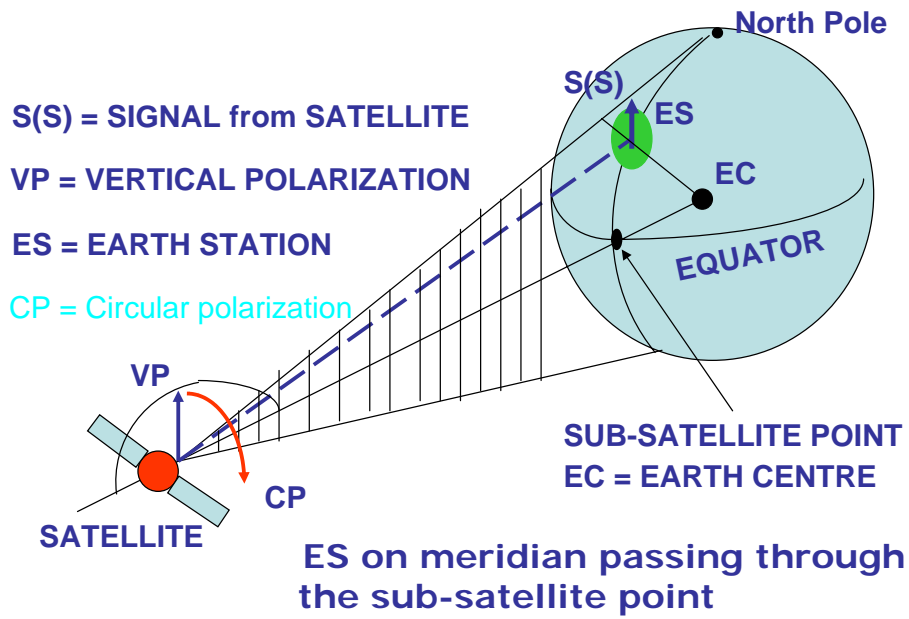 North Pole
S(S)
S(S) = SIGNAL from SATELLITE
ES
VP = VERTICAL POLARIZATION
EC
ES = EARTH STATION
EQUATOR
CP = Circular polarization
VP
SUB-SATELLITE POINT
EC = EARTH CENTRE
CP
SATELLITE
ES on meridian passing through
the sub-satellite point